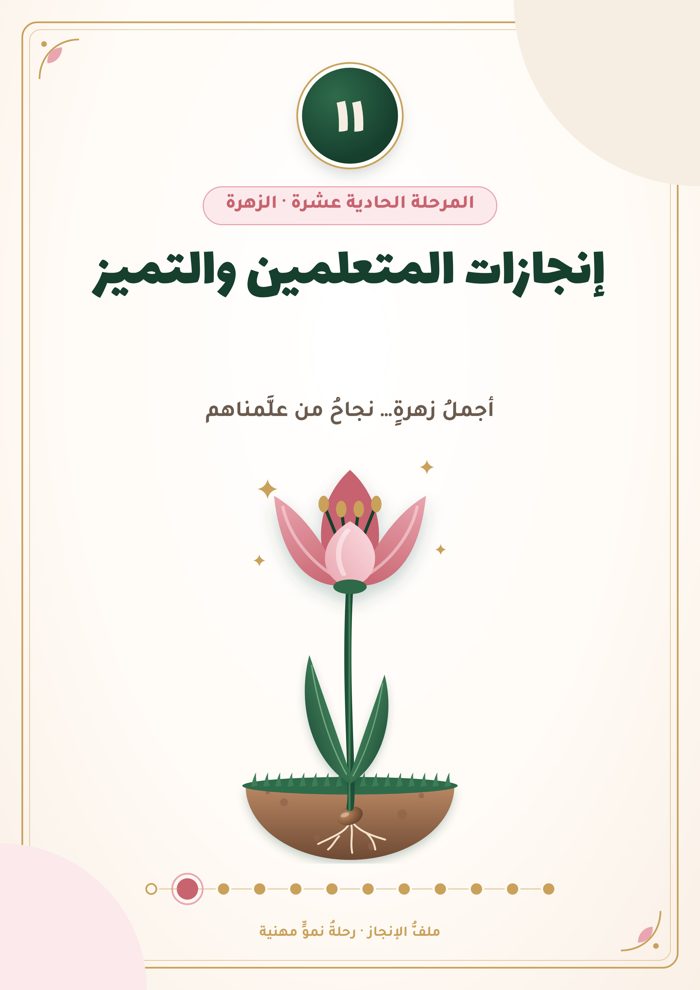 ١١
المرحلة الحادية عشرة · الزهرة
إنجازات المتعلمين والتميز
أجملُ زهرةٍ… نجاحُ من علَّمناهم
ملفُّ الإنجاز · رحلةُ نموٍّ مهنية